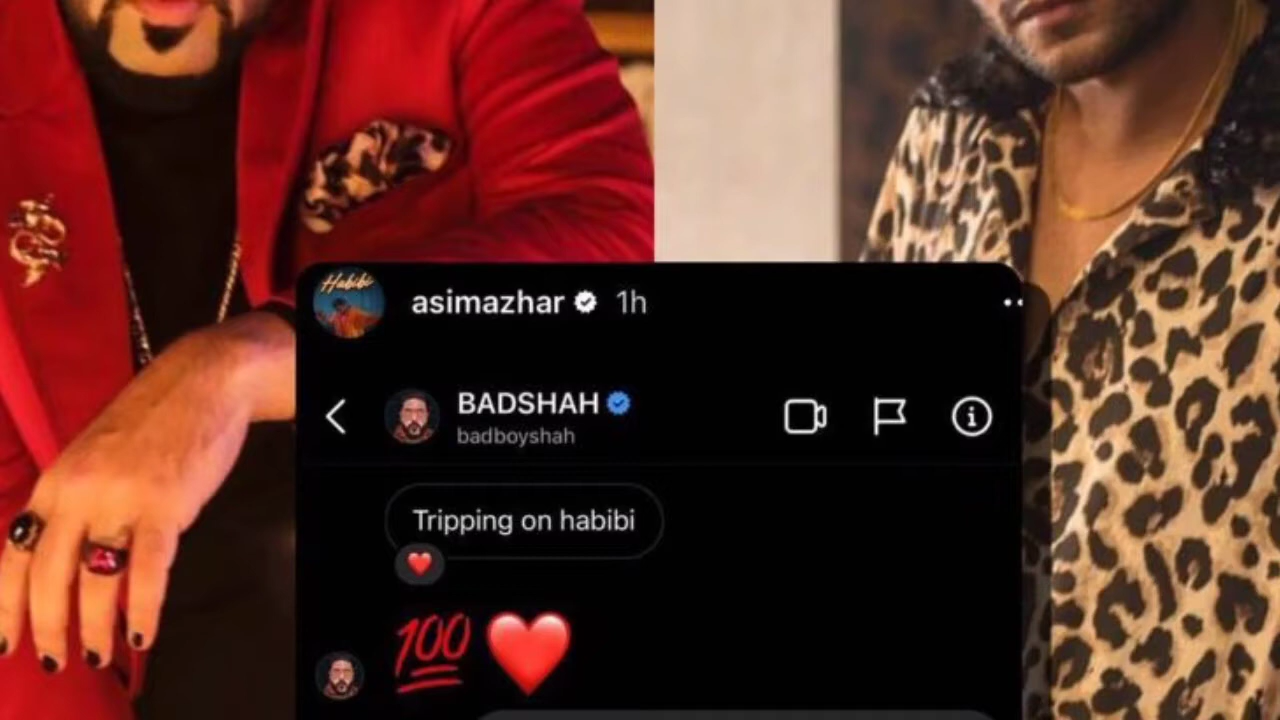 Habibi
asimazhar 1h
BADSHAH
badboyshah
Tripping on habibi
💯 ❤️